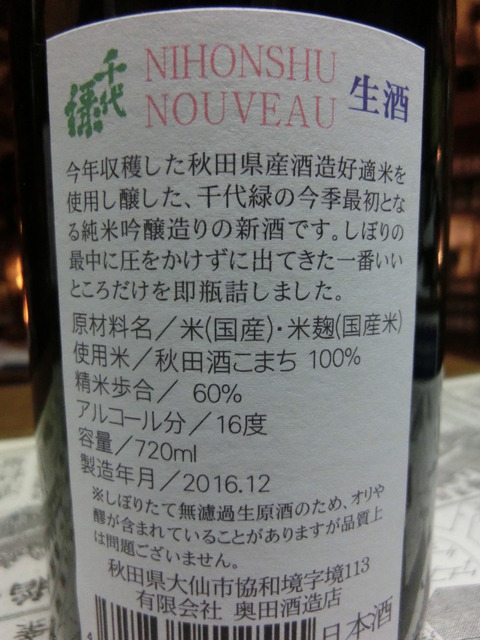 千代緑
NIHONSHU
NOUVEAU
生酒
今年収穫した秋田県産酒造好適米を
使用し醸した、千代緑の今季最初とな
る純米吟醸造りの新酒です。しぼりの
最中に圧をかけずに出てきた一番いい
ところだけを即瓶詰しました。
原材料名／米(国産)・米麹(国産米)
使用米／秋田酒こまち 100%
精米歩合／ 60%
アルコール分／16度
容量／720ml
製造年月／2016.12
※しぼりたて無濾過生原酒のため、オリや
醪が含まれていることがありますが品質上
は問題ございません。
秋田県大仙市協和境字境113
有限会社 奥田酒造店
日本酒
4